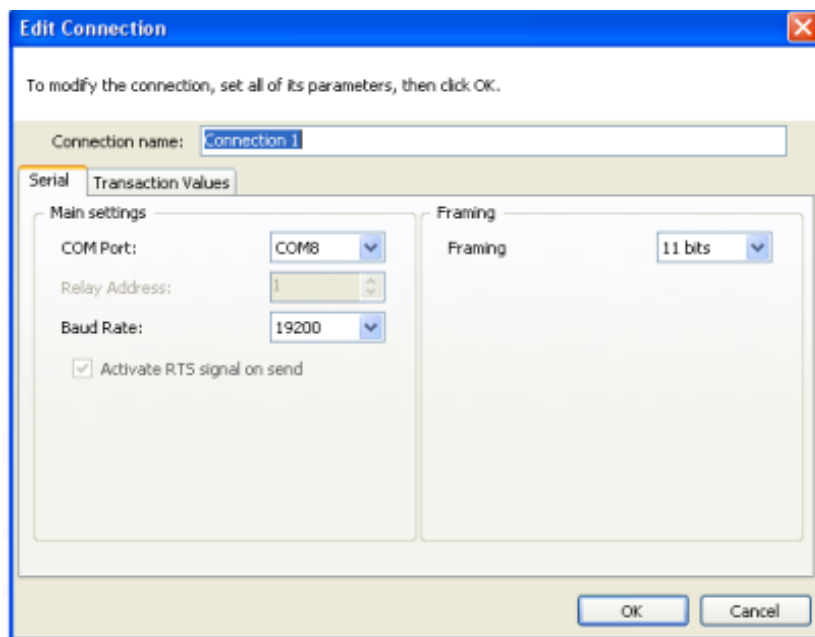 Edit Connection
To modify the connection, set all of its parameters, then click OK.
Connection name: Connection 1
Serial Transaction Values
Main settings
COM Port: COM8
Relay Address: 1
Baud Rate: 19200
Activate RTS signal on send
Framing
Framing 11 bits
OK Cancel